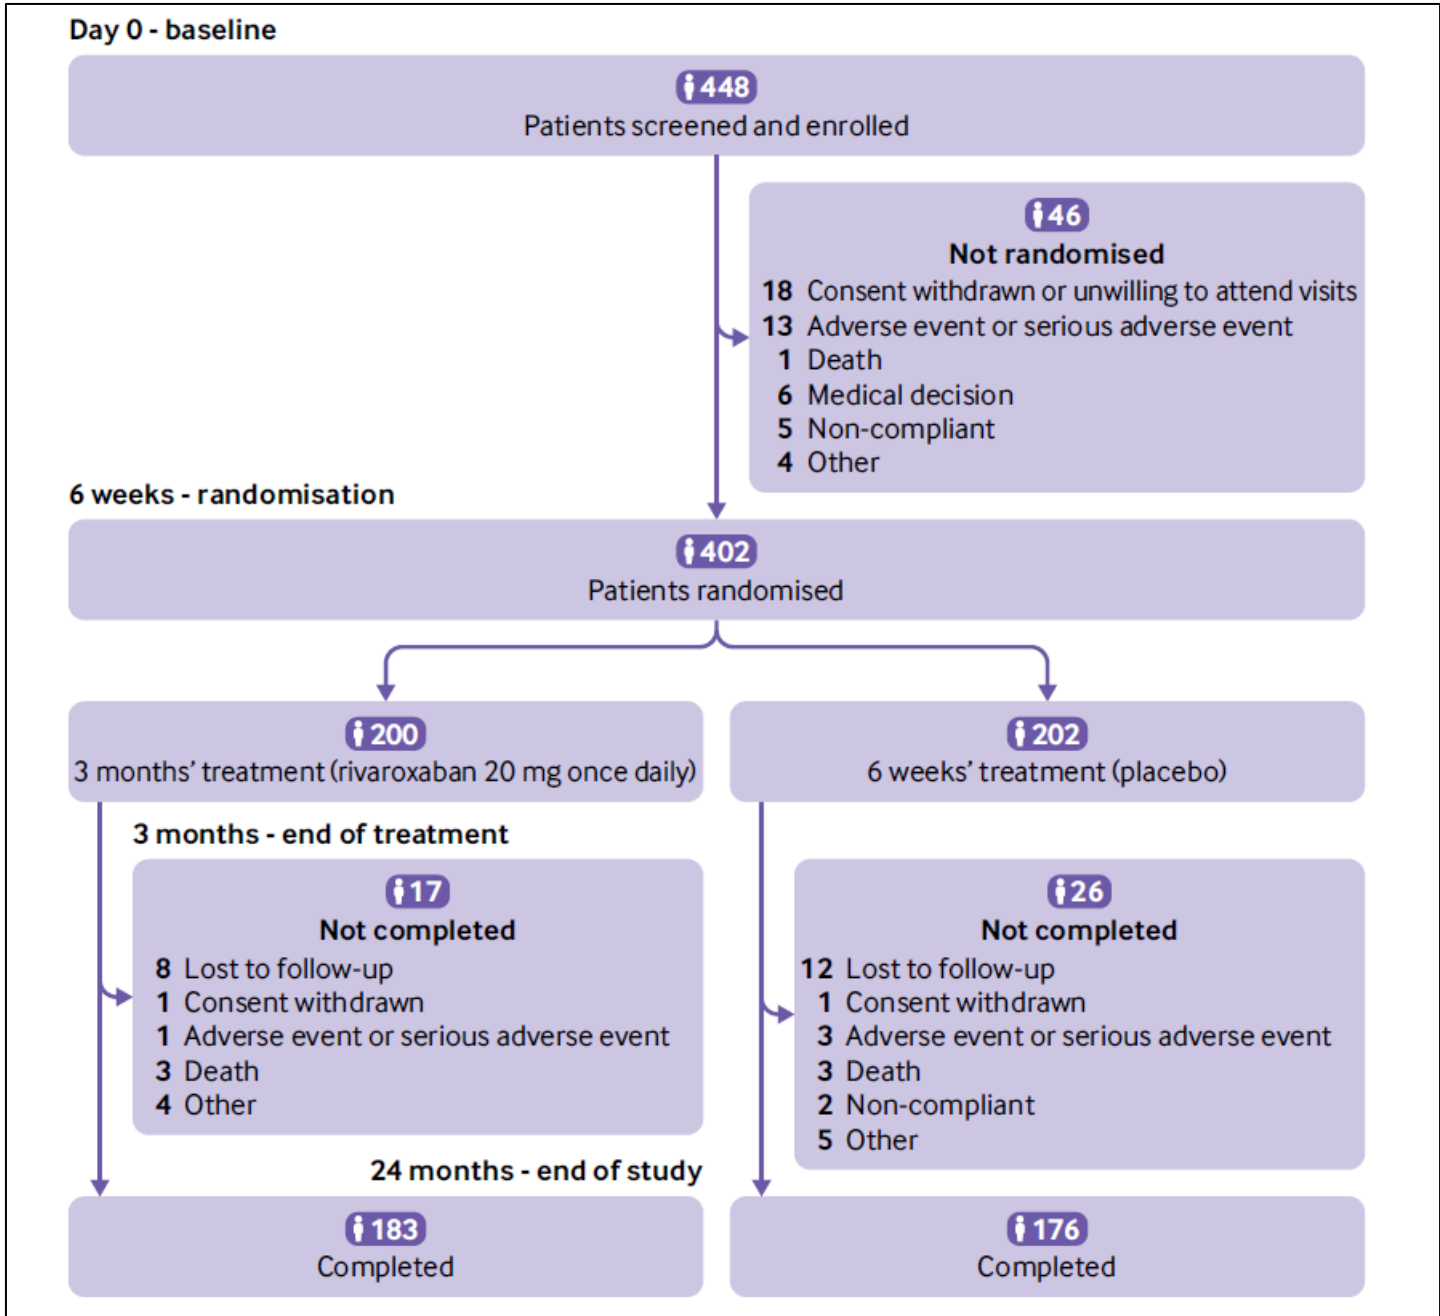 Day 0 - baseline
448
Patients screened and enrolled
46
Not randomised
18 Consent withdrawn or unwilling to attend visits
13 Adverse event or serious adverse event
1 Death
6 Medical decision
5 Non-compliant
4 Other
6 weeks - randomisation
402
Patients randomised
200
3 months’ treatment (rivaroxaban 20 mg once daily)
202
6 weeks’ treatment (placebo)
3 months - end of treatment
17
Not completed
8 Lost to follow-up
1 Consent withdrawn
1 Adverse event or serious adverse event
3 Death
4 Other
26
Not completed
12 Lost to follow-up
1 Consent withdrawn
3 Adverse event or serious adverse event
3 Death
2 Non-compliant
5 Other
24 months - end of study
183
Completed
176
Completed